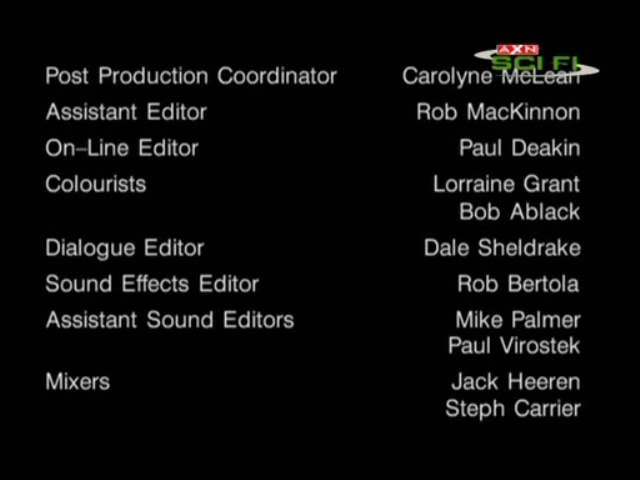 AXN
SCI FI
Post Production Coordinator Carolyne McLean
Assistant Editor Rob MacKinnon
On–Line Editor Paul Deakin
Colourists Lorraine Grant
Bob Ablack
Dialogue Editor Dale Sheldrake
Sound Effects Editor Rob Bertola
Assistant Sound Editors Mike Palmer
Paul Virostek
Mixers Jack Heeren
Steph Carrier